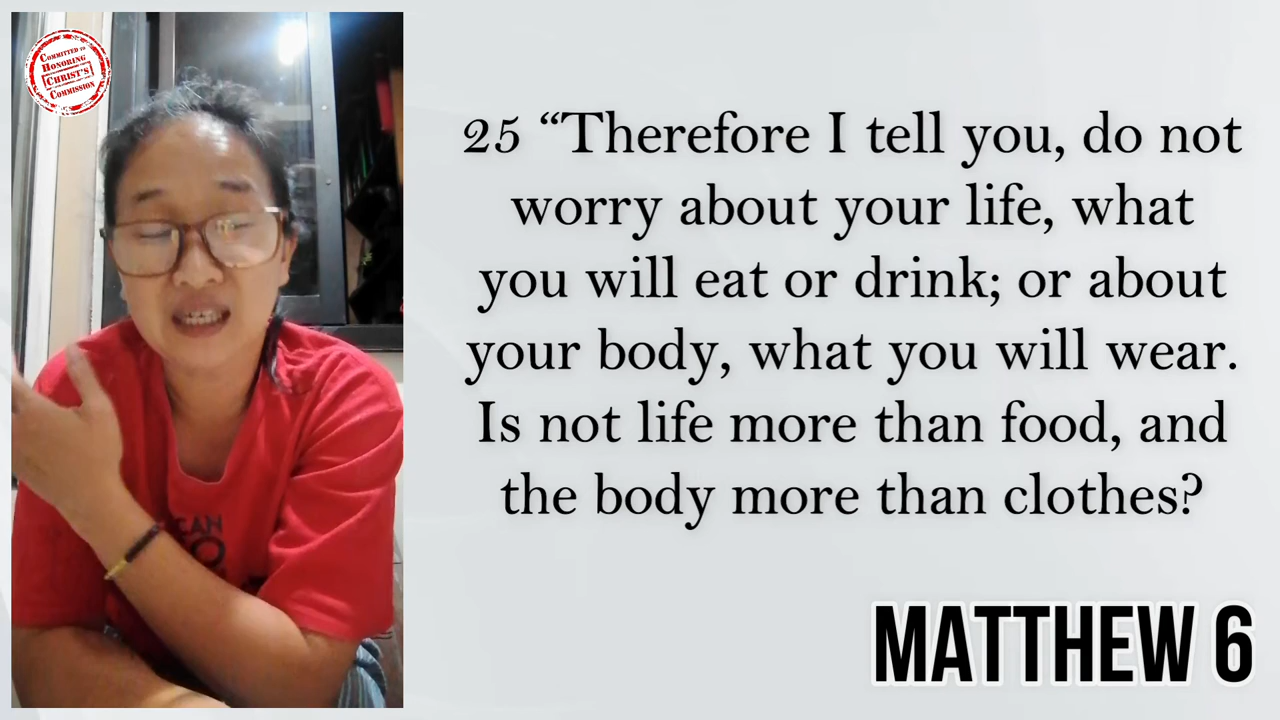 COMMITTED TO
HONORING
CHRIST'S
COMMISSION
25 “Therefore I tell you, do not
worry about your life, what
you will eat or drink; or about
your body, what you will wear.
Is not life more than food, and
the body more than clothes?
MATTHEW 6